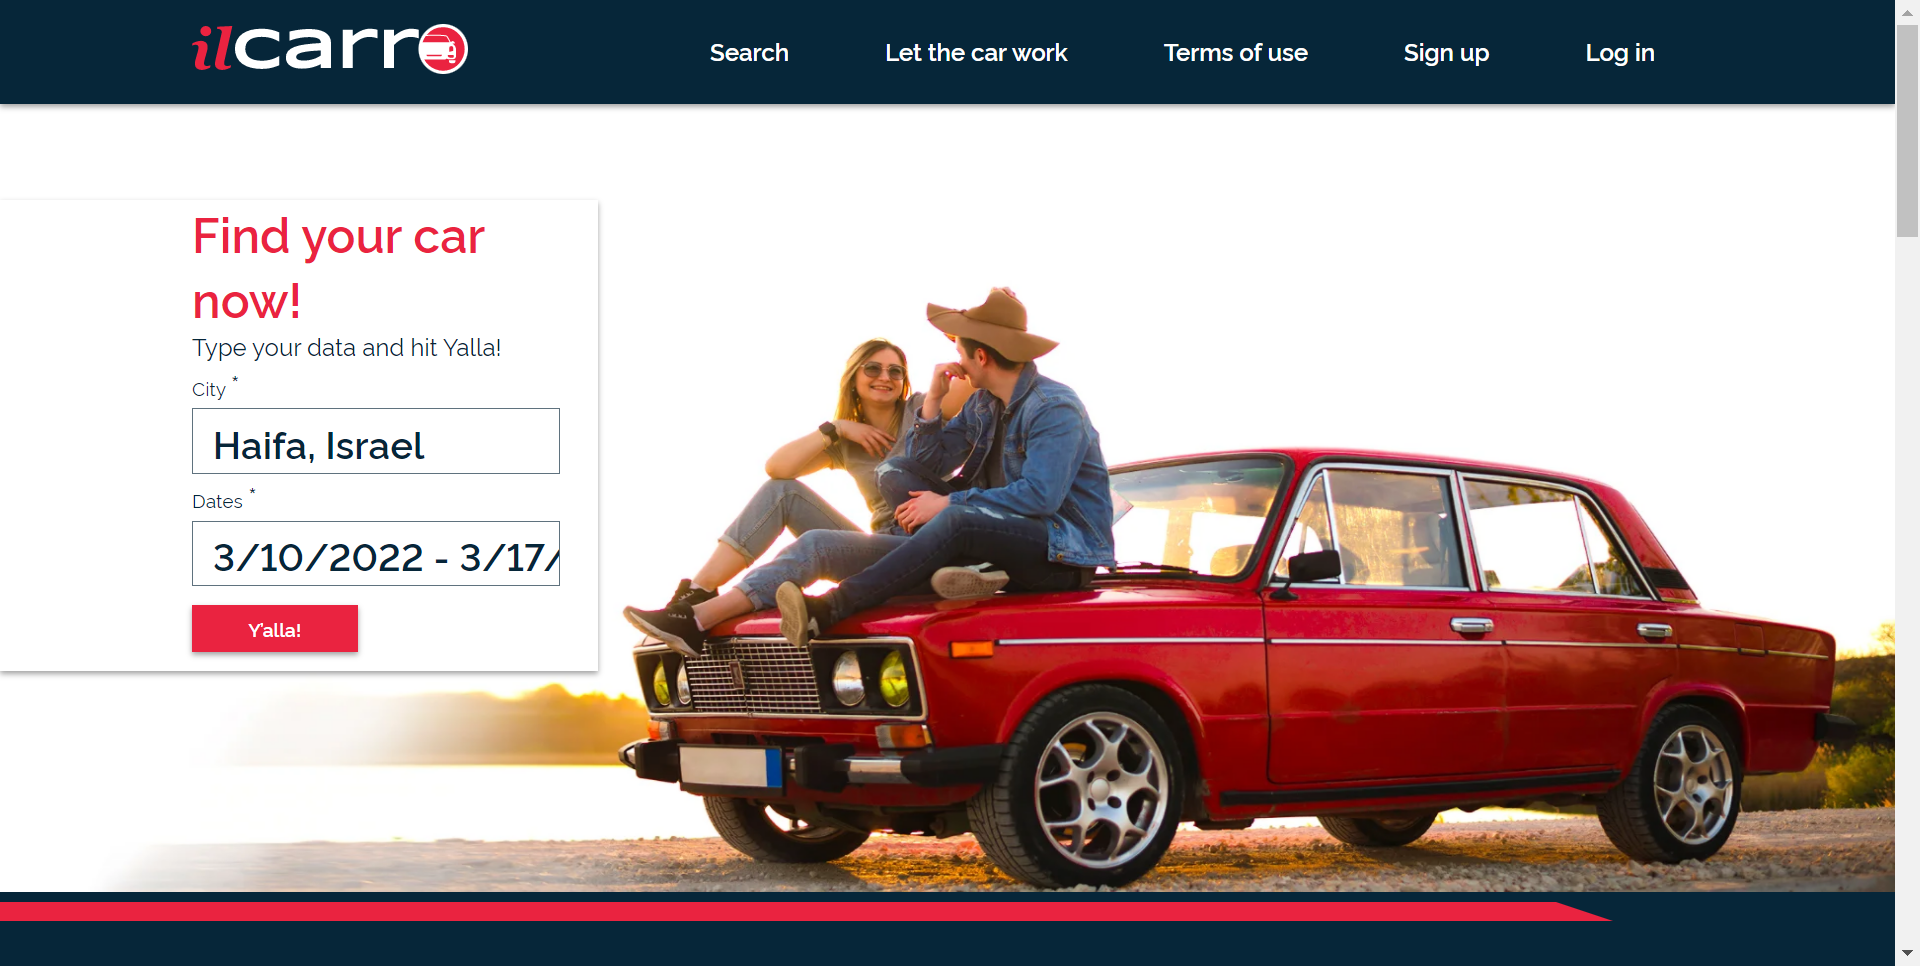 ilcarro
Search
Let the car work
Terms of use
Sign up
Log in
Find your car
now!
Type your data and hit Yalla!
City *
Haifa, Israel
Dates *
3/10/2022 - 3/17/
Y'alla!